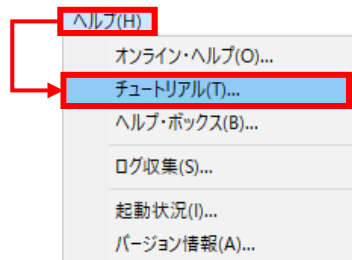 ヘルプ(H)
オンライン・ヘルプ(O)...
チュートリアル(T)...
ヘルプ・ボックス(B)...
ログ収集(S)...
起動状況(I)...
バージョン情報(A)...